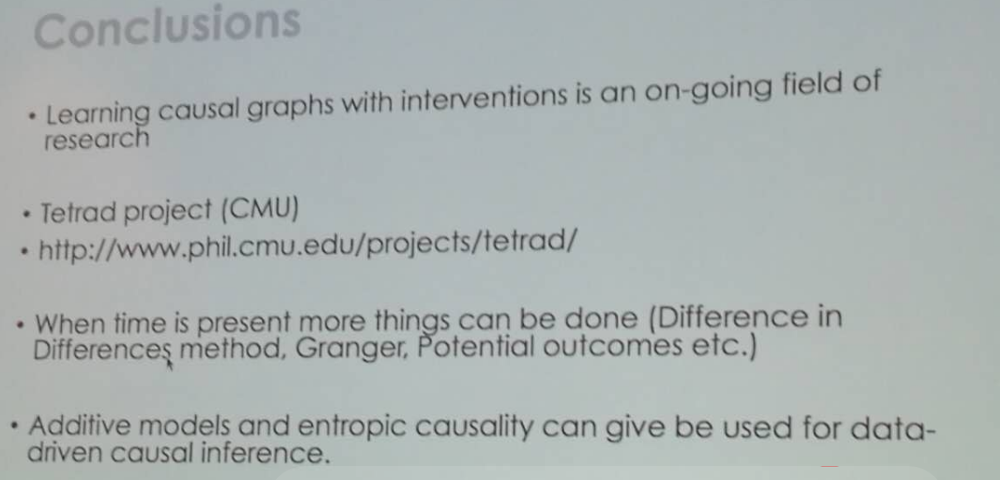 Conclusions
• Learning causal graphs with interventions is an on-going field of
research
• Tetrad project (CMU)
• http://www.phil.cmu.edu/projects/tetrad/
• When time is present more things can be done (Difference in
Differences method, Granger, Potential outcomes etc.)
• Additive models and entropic causality can give be used for data-
driven causal inference.